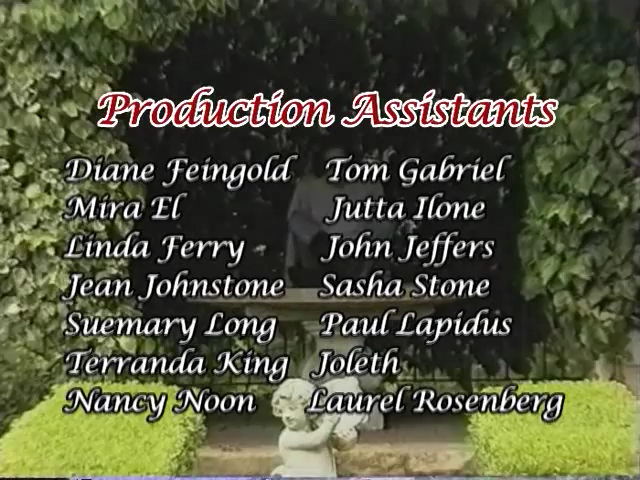 Production Assistants
Diane Feingold Tom Gabriel
Mira El Jutta Ilone
Linda Ferry John Jeffers
Jean Johnstone Sasha Stone
Suemary Long Paul Lapidus
Terranda King Joleth
Nancy Noon Laurel Rosenberg